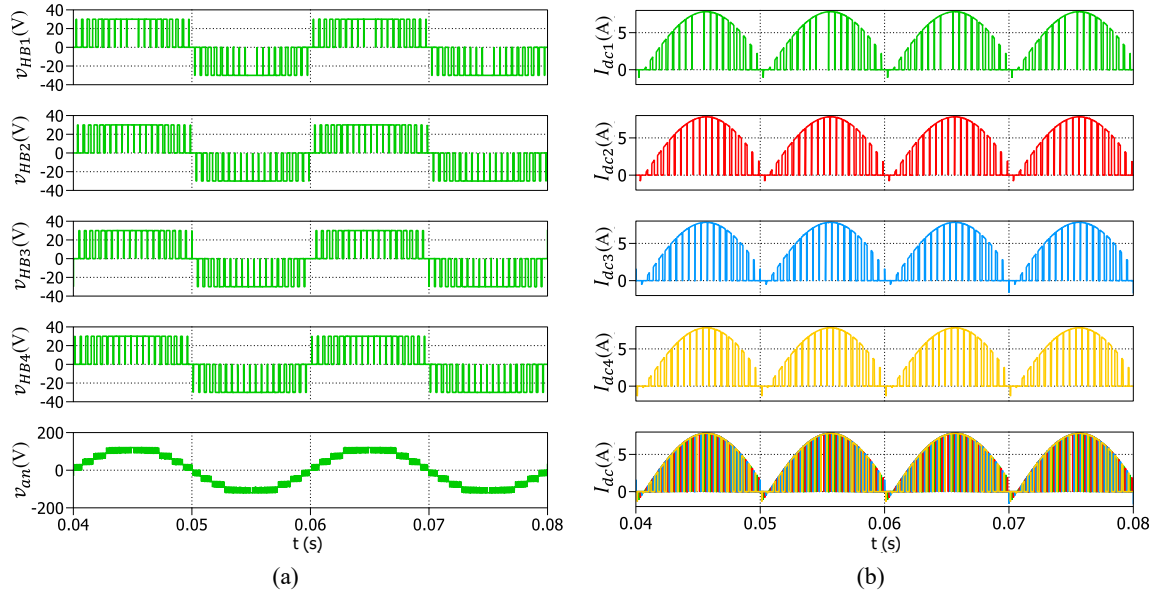 40
20
0
-20
-40
v_HB1(V)
40
20
0
-20
-40
v_HB2(V)
40
20
0
-20
-40
v_HB3(V)
40
20
0
-20
-40
v_HB4(V)
200
0
-200
v_an(V)
0.04 0.05 0.06 0.07 0.08
t (s)
(a)
5
0
I_dc1(A)
5
0
I_dc2(A)
5
0
I_dc3(A)
5
0
I_dc4(A)
5
0
I_dc(A)
0.04 0.05 0.06 0.07 0.08
t (s)
(b)